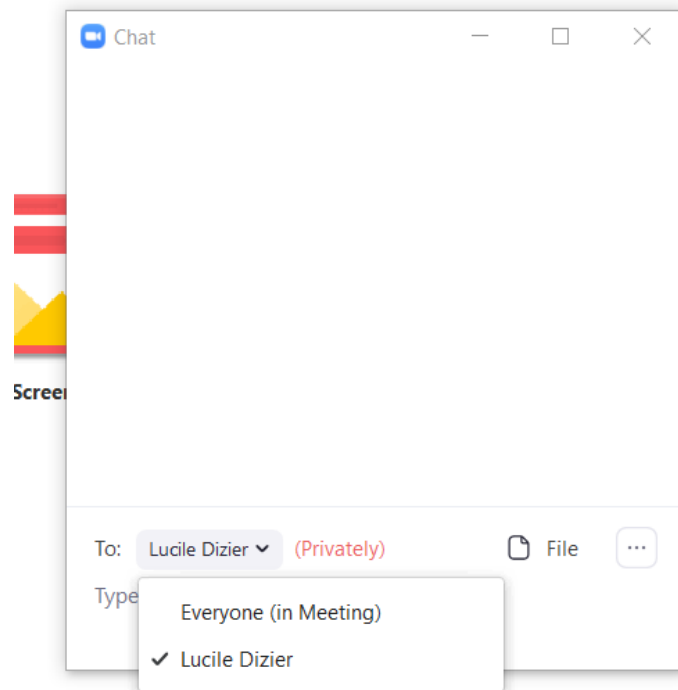 Chat
Screen
To: Lucile Dizier (Privately) File
Type
Everyone (in Meeting)
Lucile Dizier